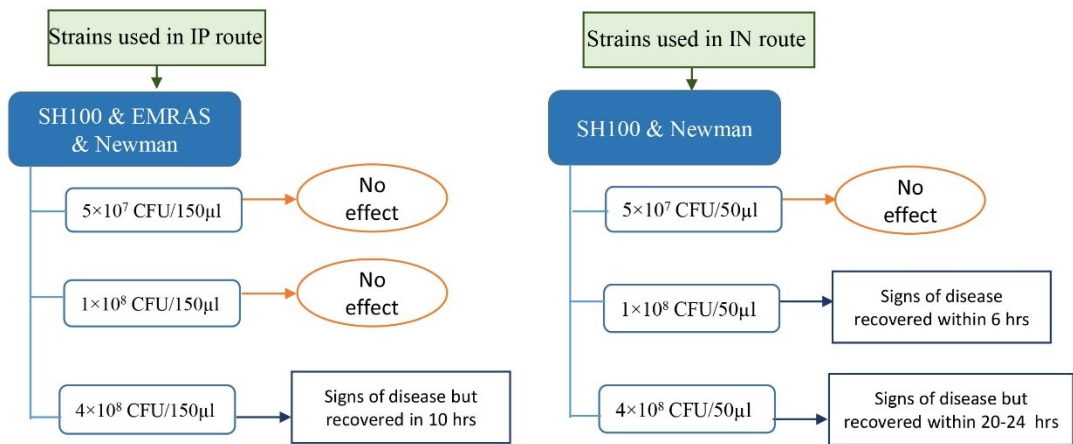 Strains used in IP route
SH100 & EMRAS
& Newman
5×10⁷ CFU/150µl
No
effect
1×10⁸ CFU/150µl
No
effect
4×10⁸ CFU/150µl
Signs of disease but
recovered in 10 hrs
Strains used in IN route
SH100 & Newman
5×10⁷ CFU/50µl
No
effect
1×10⁸ CFU/50µl
Signs of disease
recovered within 6 hrs
4×10⁸ CFU/50µl
Signs of disease but
recovered within 20-24 hrs